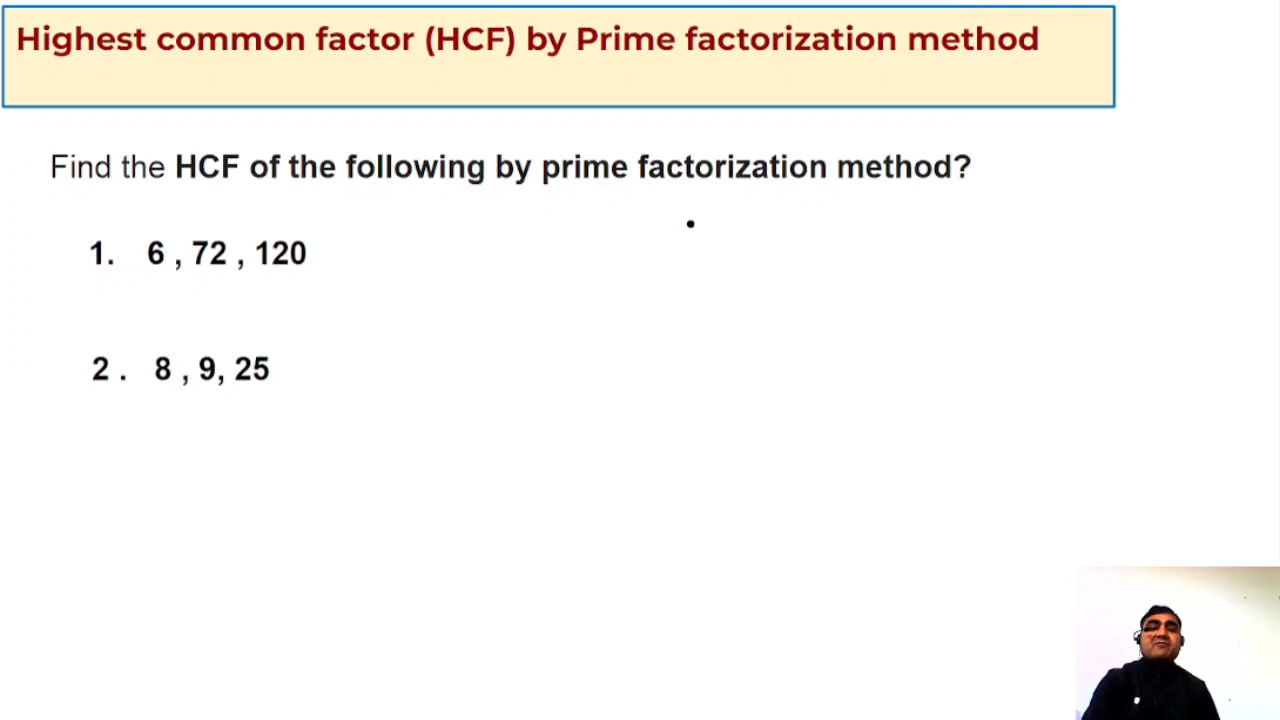 Highest common factor (HCF) by Prime factorization method
Find the HCF of the following by prime factorization method?
1. 6 , 72 , 120
2 . 8 , 9, 25